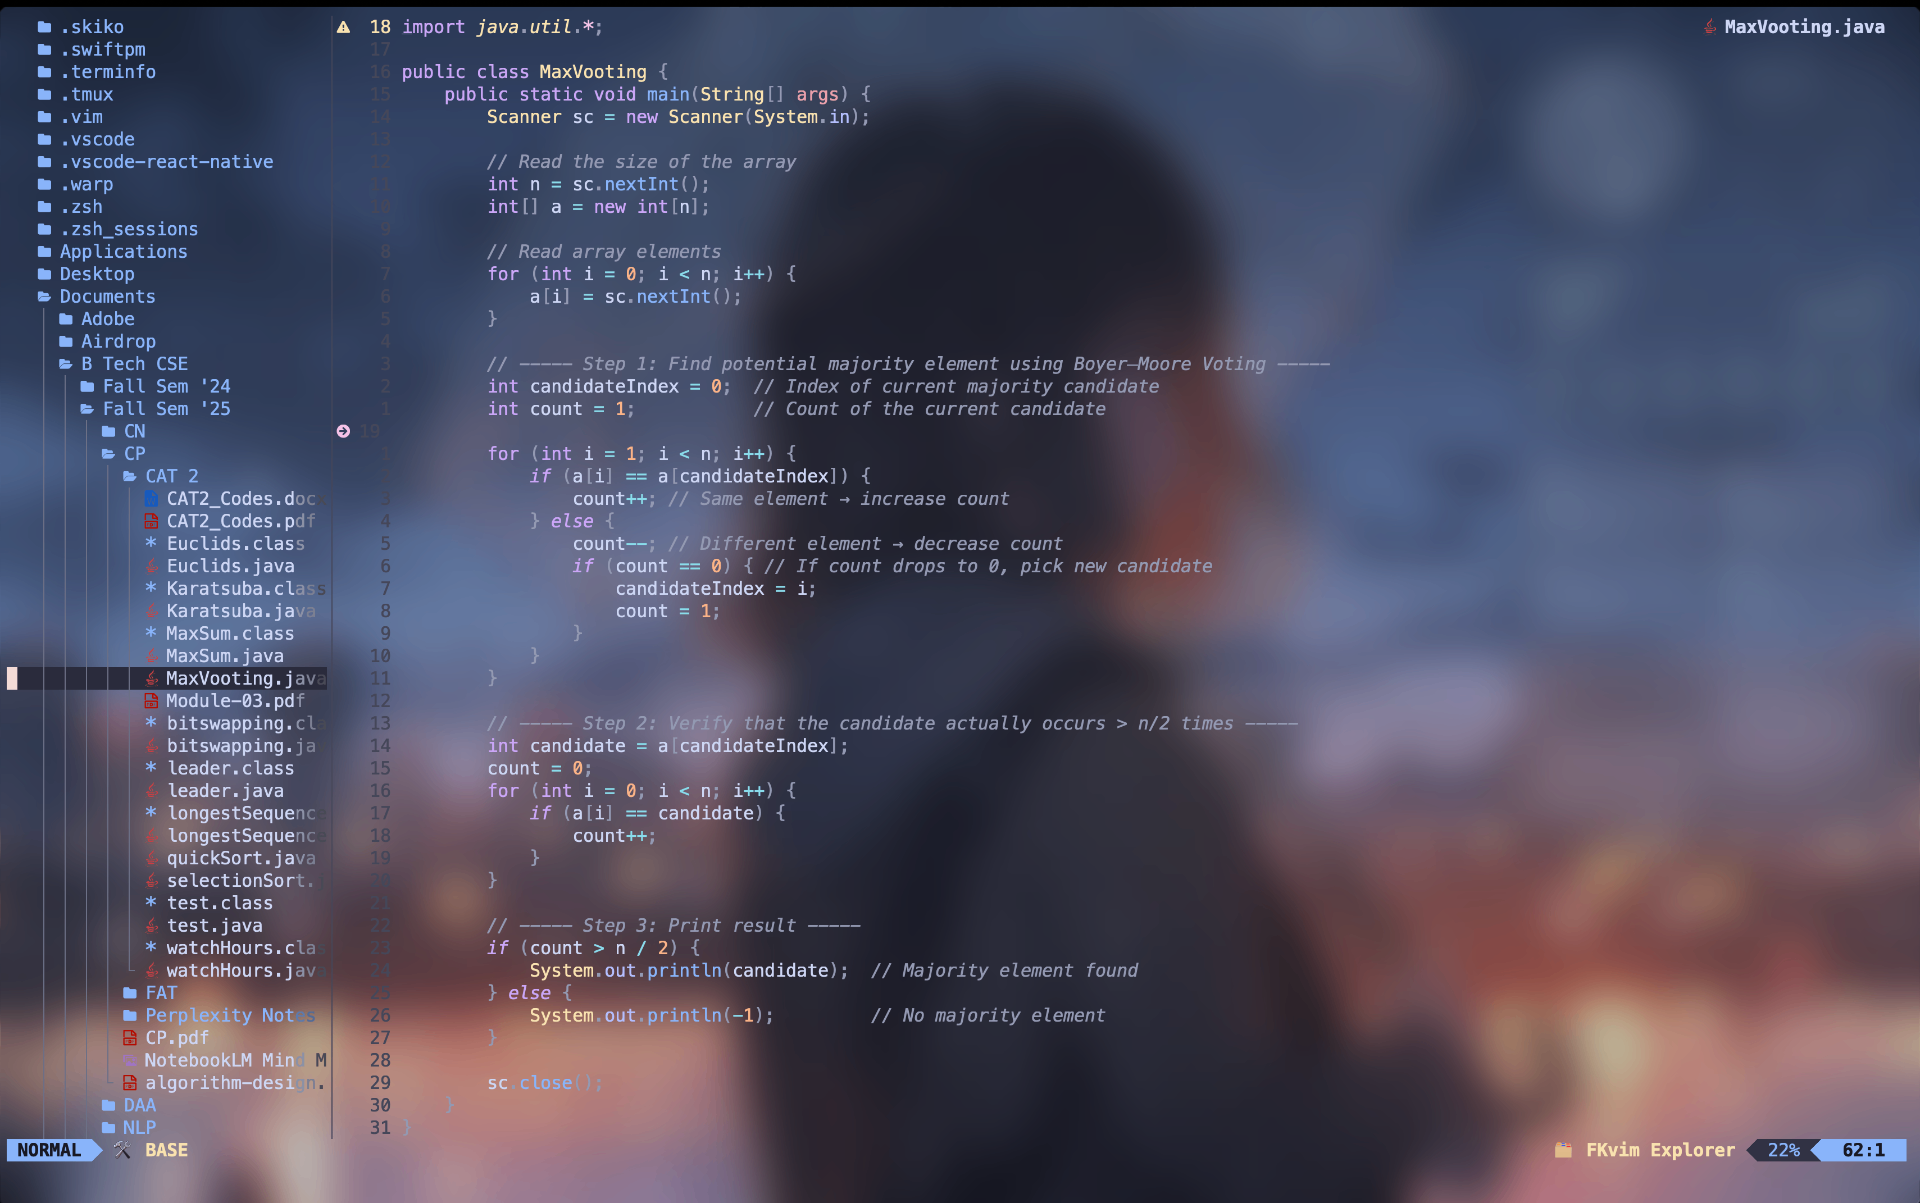 .skiko
.swiftpm
.terminfo
.tmux
.vim
.vscode
.vscode-react-native
.warp
.zsh
.zsh_sessions
Applications
Desktop
Documents
Adobe
Airdrop
B Tech CSE
Fall Sem '24
Fall Sem '25
CN
CP
CAT 2
CAT2_Codes.doc
CAT2_Codes.pdf
Euclids.class
Euclids.java
Karatsuba.class
Karatsuba.java
MaxSum.class
MaxSum.java
MaxVooting.java
Module-03.pdf
bitswapping.cla
bitswapping.ja
leader.class
leader.java
longestSequence
longestSequence
quickSort.java
selectionSort.
test.class
test.java
watchHours.clas
watchHours.java
FAT
Perplexity Notes
CP.pdf
NotebookLM Mind M
algorithm-design.
DAA
NLP
MaxVooting.java
18 import java.util.*;
17
16 public class MaxVooting {
15 public static void main(String[] args) {
14 Scanner sc = new Scanner(System.in);
13
12 // Read the size of the array
11 int n = sc.nextInt();
10 int[] a = new int[n];
9
8 // Read array elements
7 for (int i = 0; i < n; i++) {
6 a[i] = sc.nextInt();
5 }
4
3 // ––––– Step 1: Find potential majority element using Boyer–Moore Voting –––––
2 int candidateIndex = 0; // Index of current majority candidate
1 int count = 1; // Count of the current candidate
19
1 for (int i = 1; i < n; i++) {
if (a[i] == a[candidateIndex]) {
3 count++; // Same element → increase count
4 } else {
5 count--; // Different element → decrease count
6 if (count == 0) { // If count drops to 0, pick new candidate
7 candidateIndex = i;
8 count = 1;
9 }
10 }
11 }
12
13 // ––––– Step 2: Verify that the candidate actually occurs > n/2 times –––––
14 int candidate = a[candidateIndex];
15 count = 0;
16 for (int i = 0; i < n; i++) {
17 if (a[i] == candidate) {
18 count++;
19 }
20 }
21
22 // ––––– Step 3: Print result –––––
23 if (count > n / 2) {
24 System.out.println(candidate); // Majority element found
25 } else {
26 System.out.println(-1); // No majority element
27 }
28
29 sc.close();
30 }
31 }
NORMAL BASE
FKvim Explorer 22% 62:1